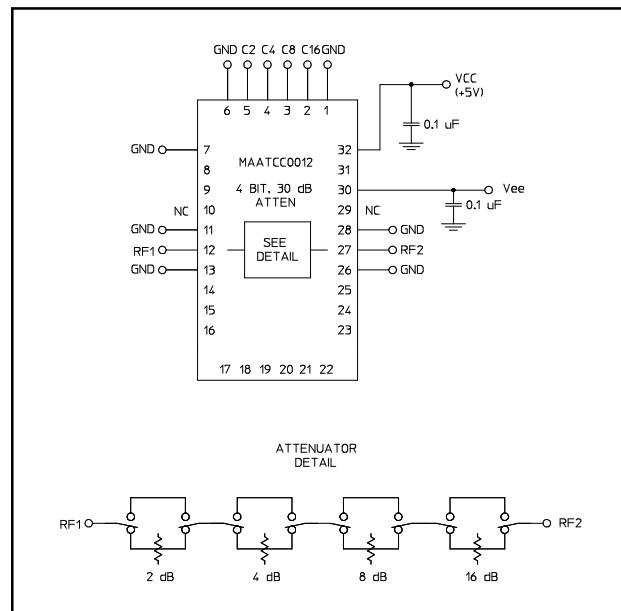 GND C2 C4 C8 C16 GND
6 5 4 3 2 1
VCC
(+5V)
0.1 uF
GND 7
32
8
MAATCC0012
31
9
4 BIT, 30 dB
30
Vee
NC
10
ATTEN
29
NC
0.1 uF
GND 11
28 GND
RF1 12
SEE
27 RF2
GND 13
DETAIL
26 GND
14
25
15
24
16
23
17 18 19 20 21 22
ATTENUATOR
DETAIL
RF1
RF2
2 dB
4 dB
8 dB
16 dB